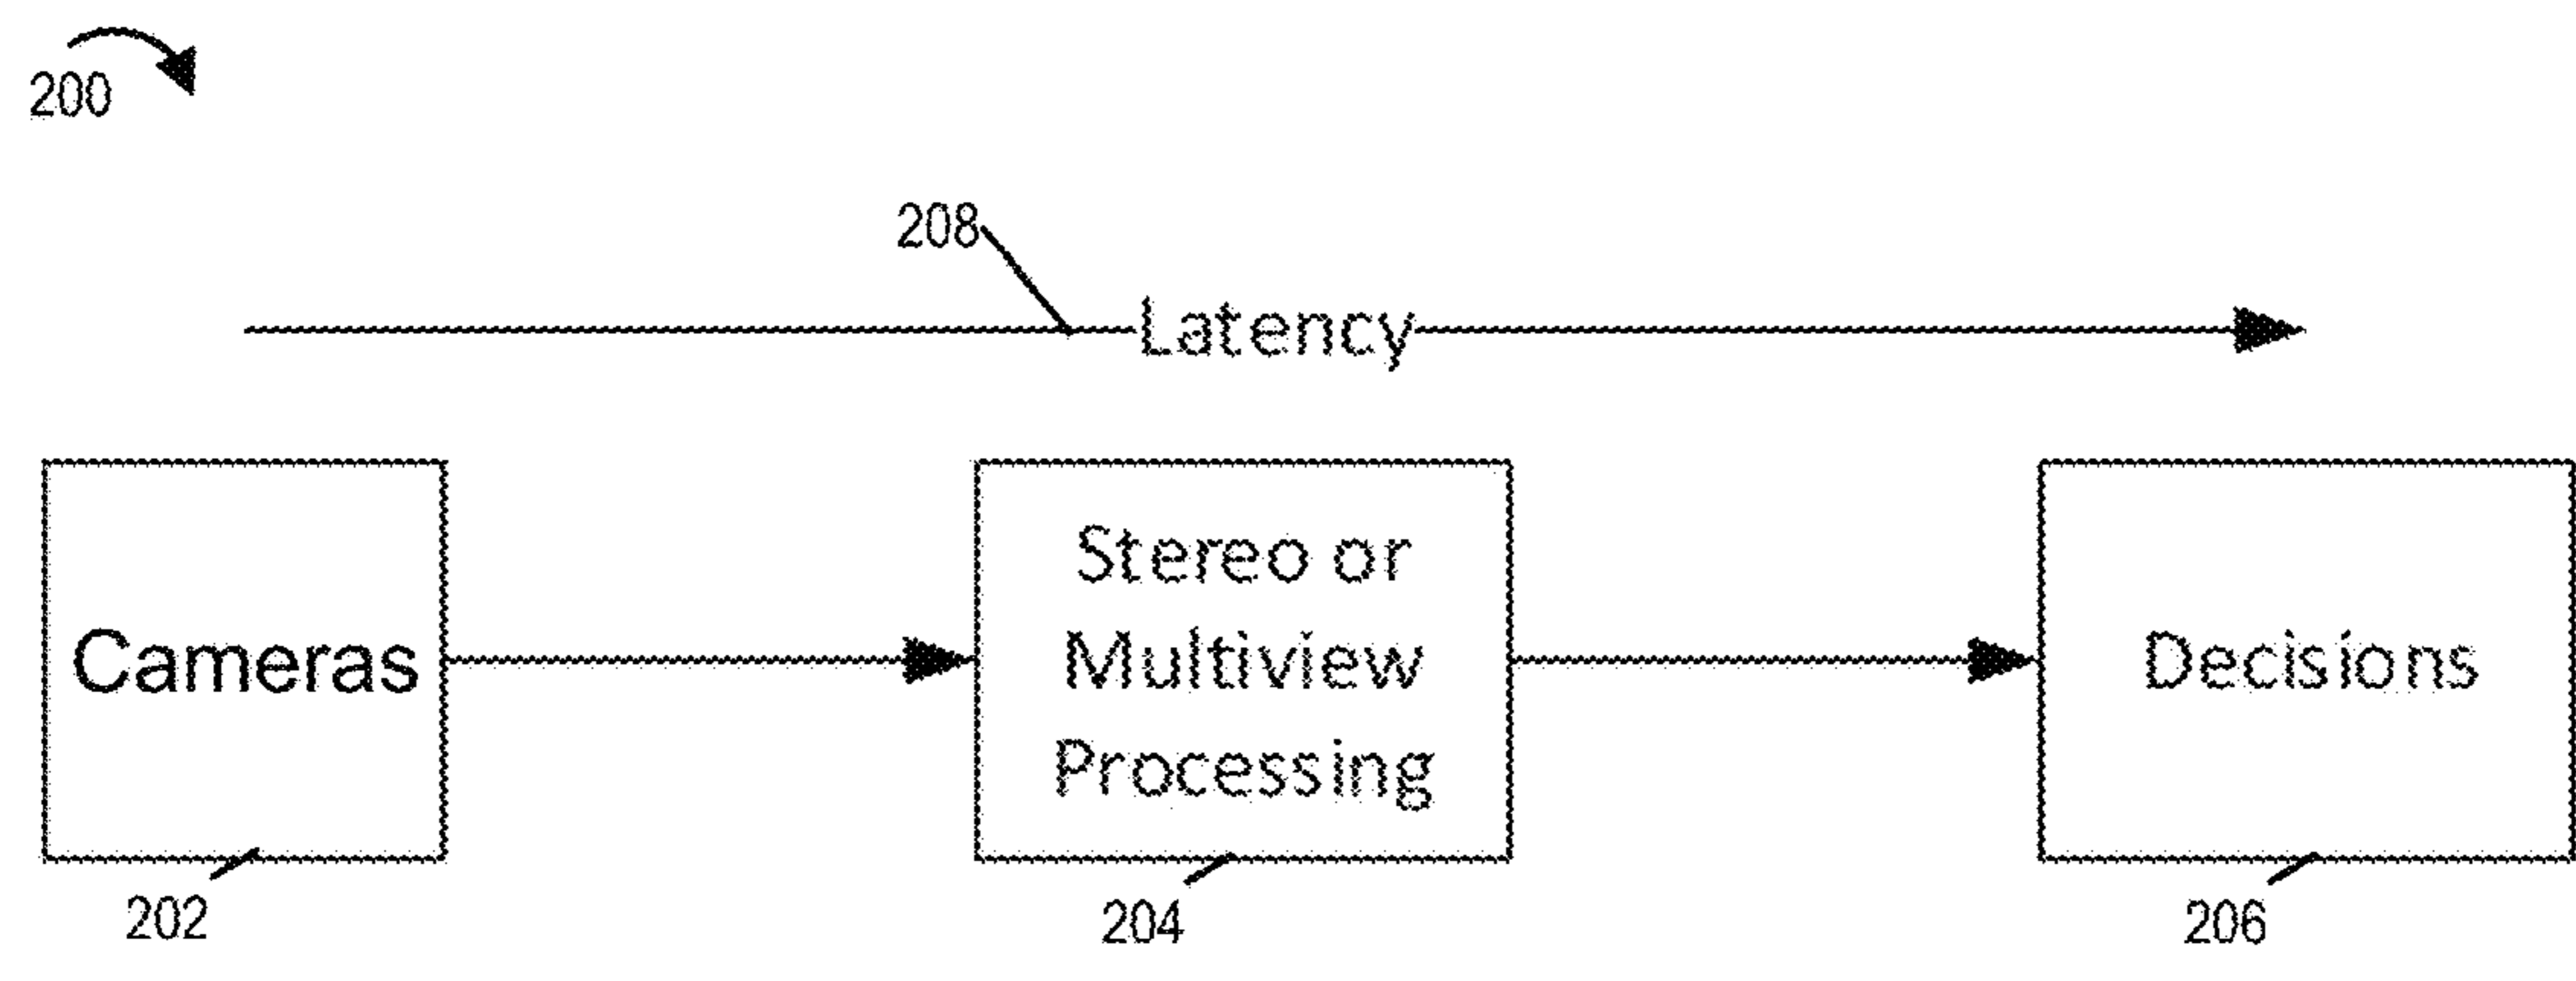 200
208
Latency
Cameras
Stereo or
Multiview
Processing
Decisions
202
204
206